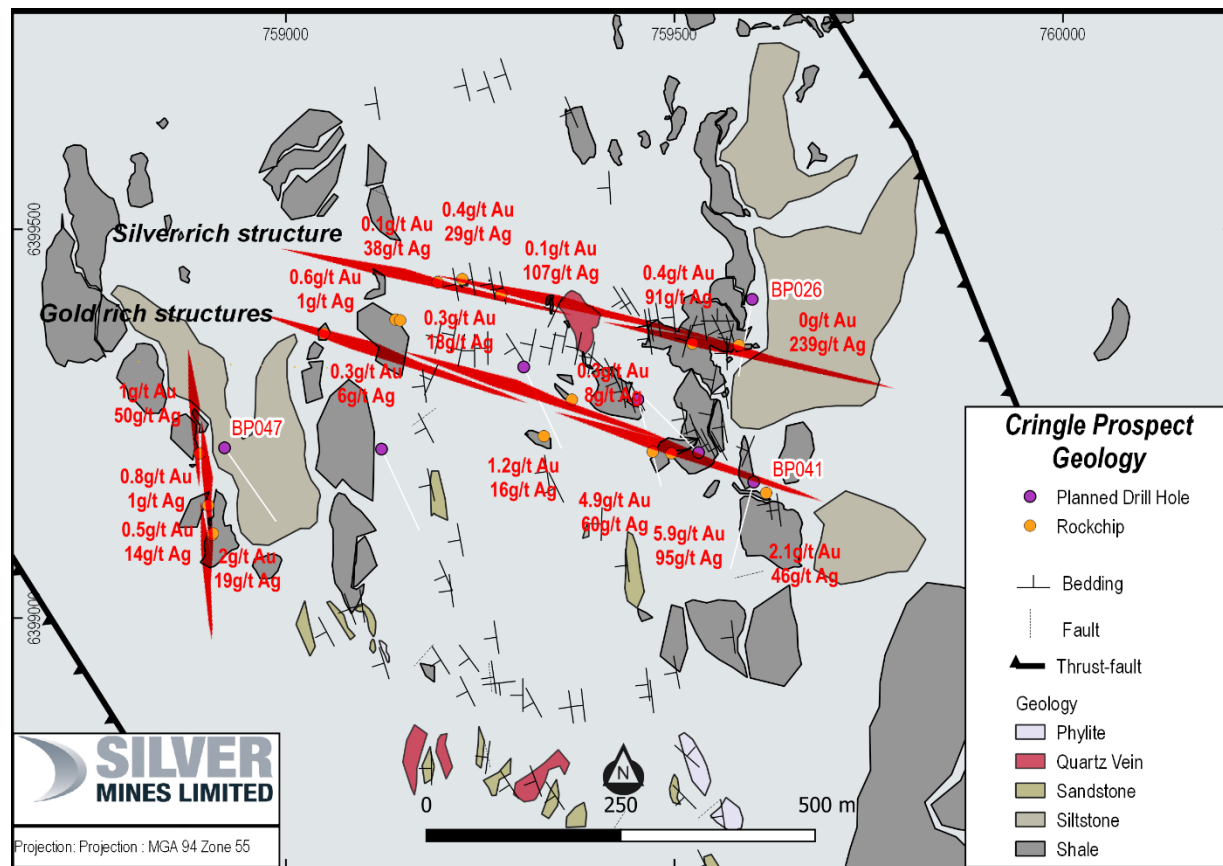 759000
759500
760000
6399500
6399000
Silver rich structure
Gold rich structures
0.1g/t Au
38g/t Ag
0.4g/t Au
29g/t Ag
0.1g/t Au
107g/t Ag
0.4g/t Au
91g/t Ag
BP026
0g/t Au
239g/t Ag
0.6g/t Au
1g/t Ag
0.3g/t Au
18g/t Ag
0.3g/t Au
6g/t Ag
0.3g/t Au
8g/t Ag
1g/t Au
50g/t Ag
BP047
0.8g/t Au
1g/t Ag
0.5g/t Au
14g/t Ag
2g/t Au
19g/t Ag
1.2g/t Au
16g/t Ag
4.9g/t Au
60g/t Ag
5.9g/t Au
95g/t Ag
BP041
2.1g/t Au
46g/t Ag
Cringle Prospect
Geology
Planned Drill Hole
Rockchip
Bedding
Fault
Thrust-fault
Geology
Phylite
Quartz Vein
Sandstone
Siltstone
Shale
N
0 250 500 m
SILVER
MINES LIMITED
Projection: Projection : MGA 94 Zone 55